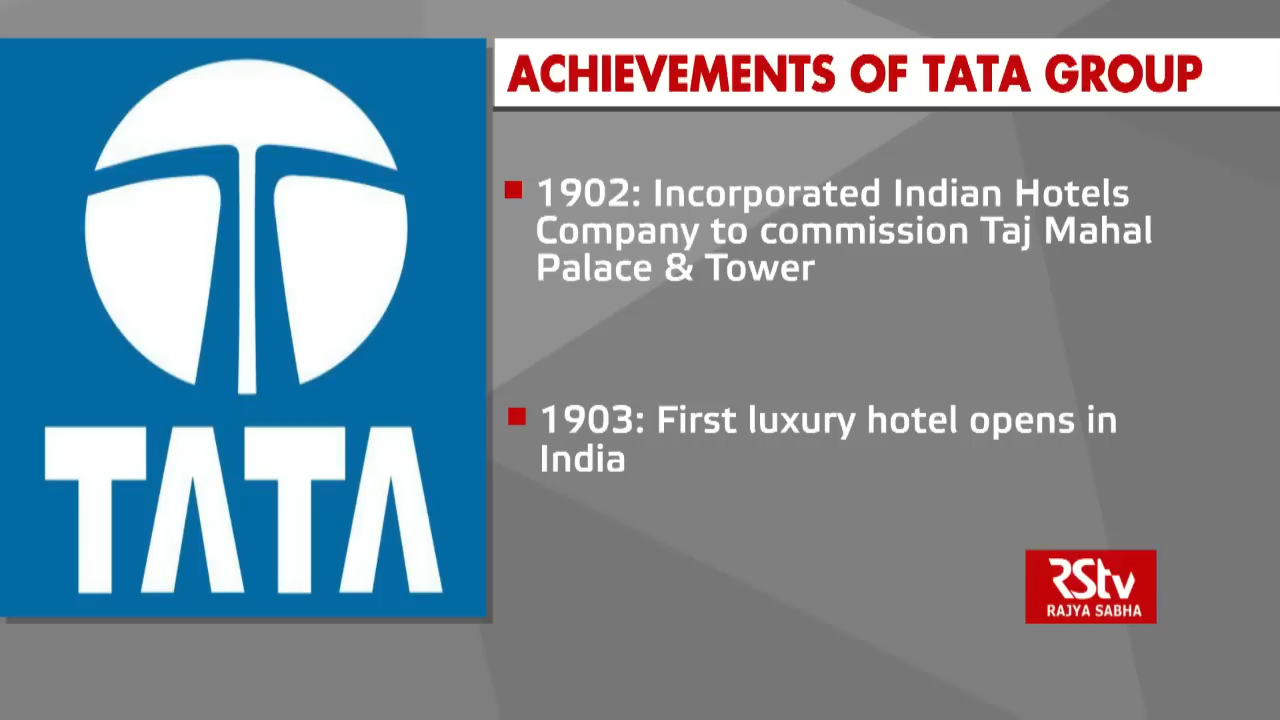 TATA
ACHIEVEMENTS OF TATA GROUP
1902: Incorporated Indian Hotels
Company to commission Taj Mahal
Palace & Tower
1903: First luxury hotel opens in
India
RStv
RAJYA SABHA